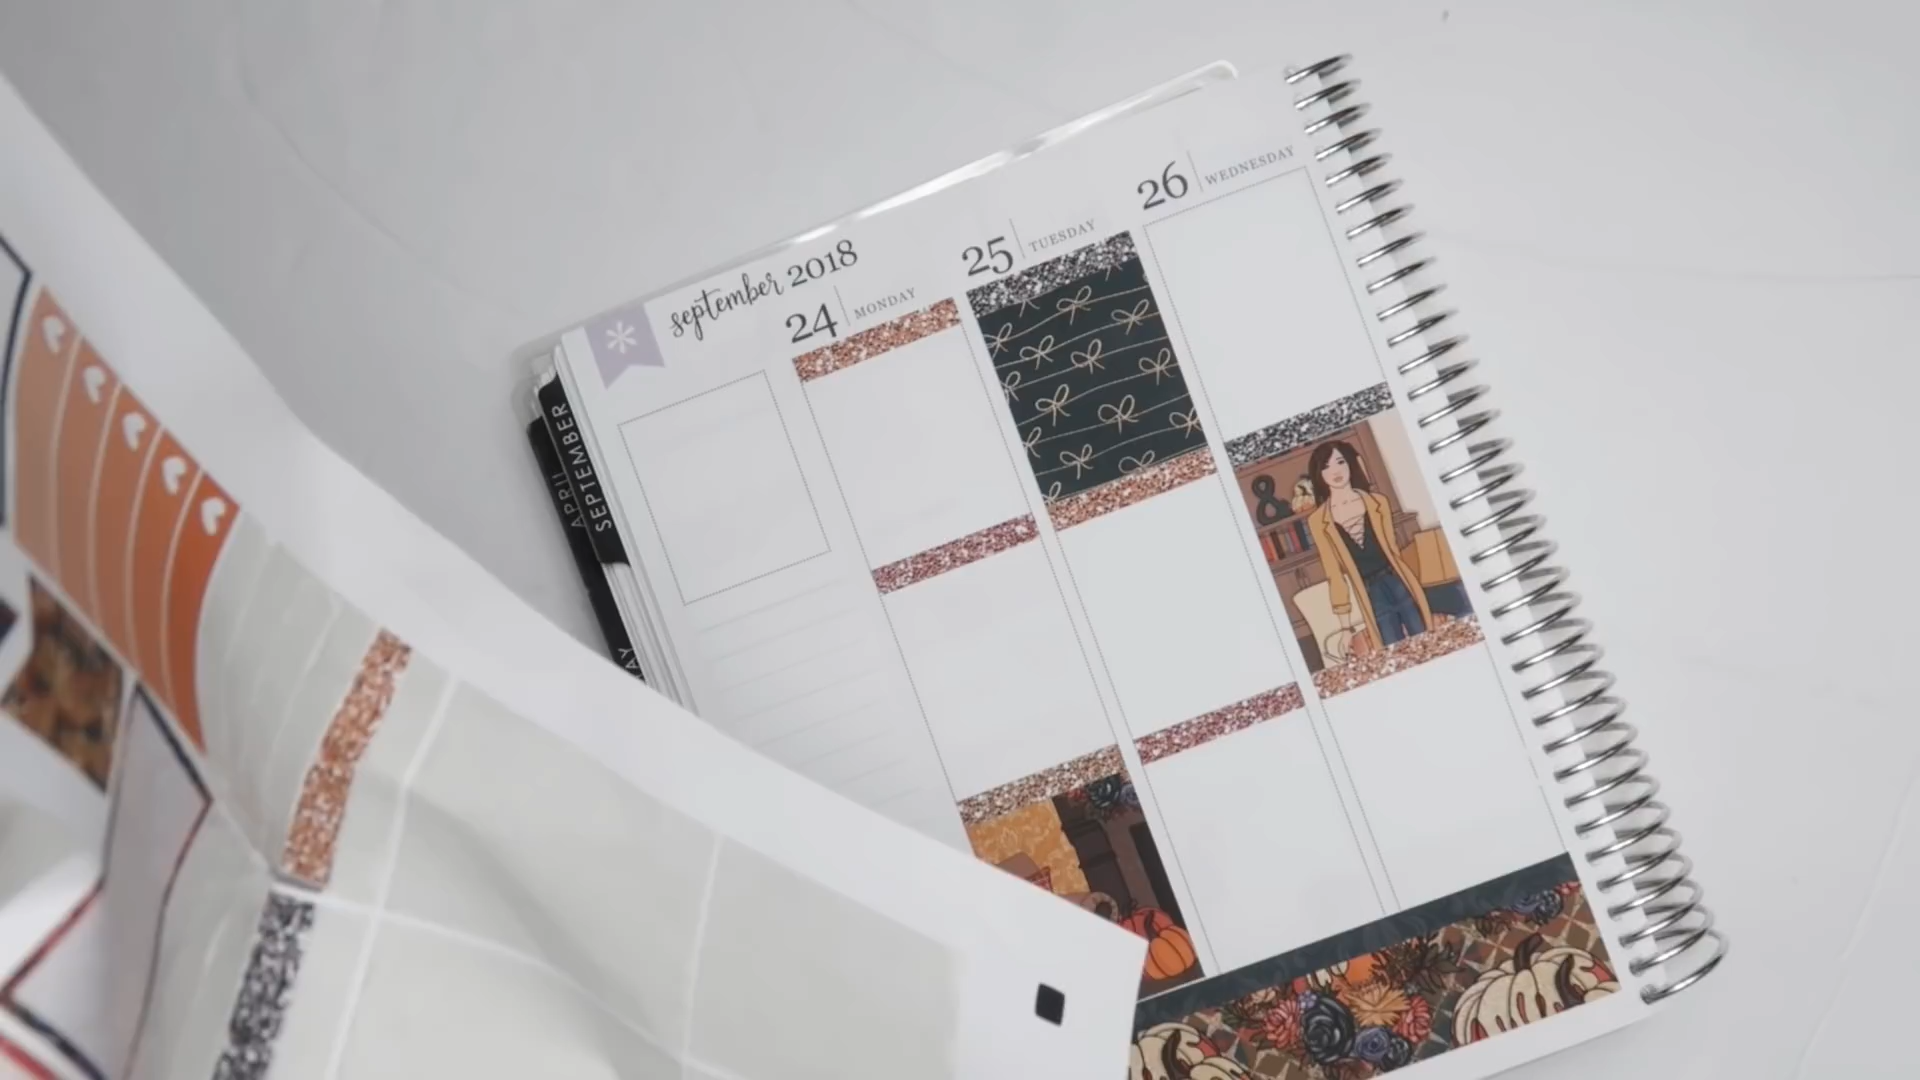 september 2018
24 MONDAY
25 TUESDAY
26 WEDNESDAY
APRIL
SEPTEMBER
&